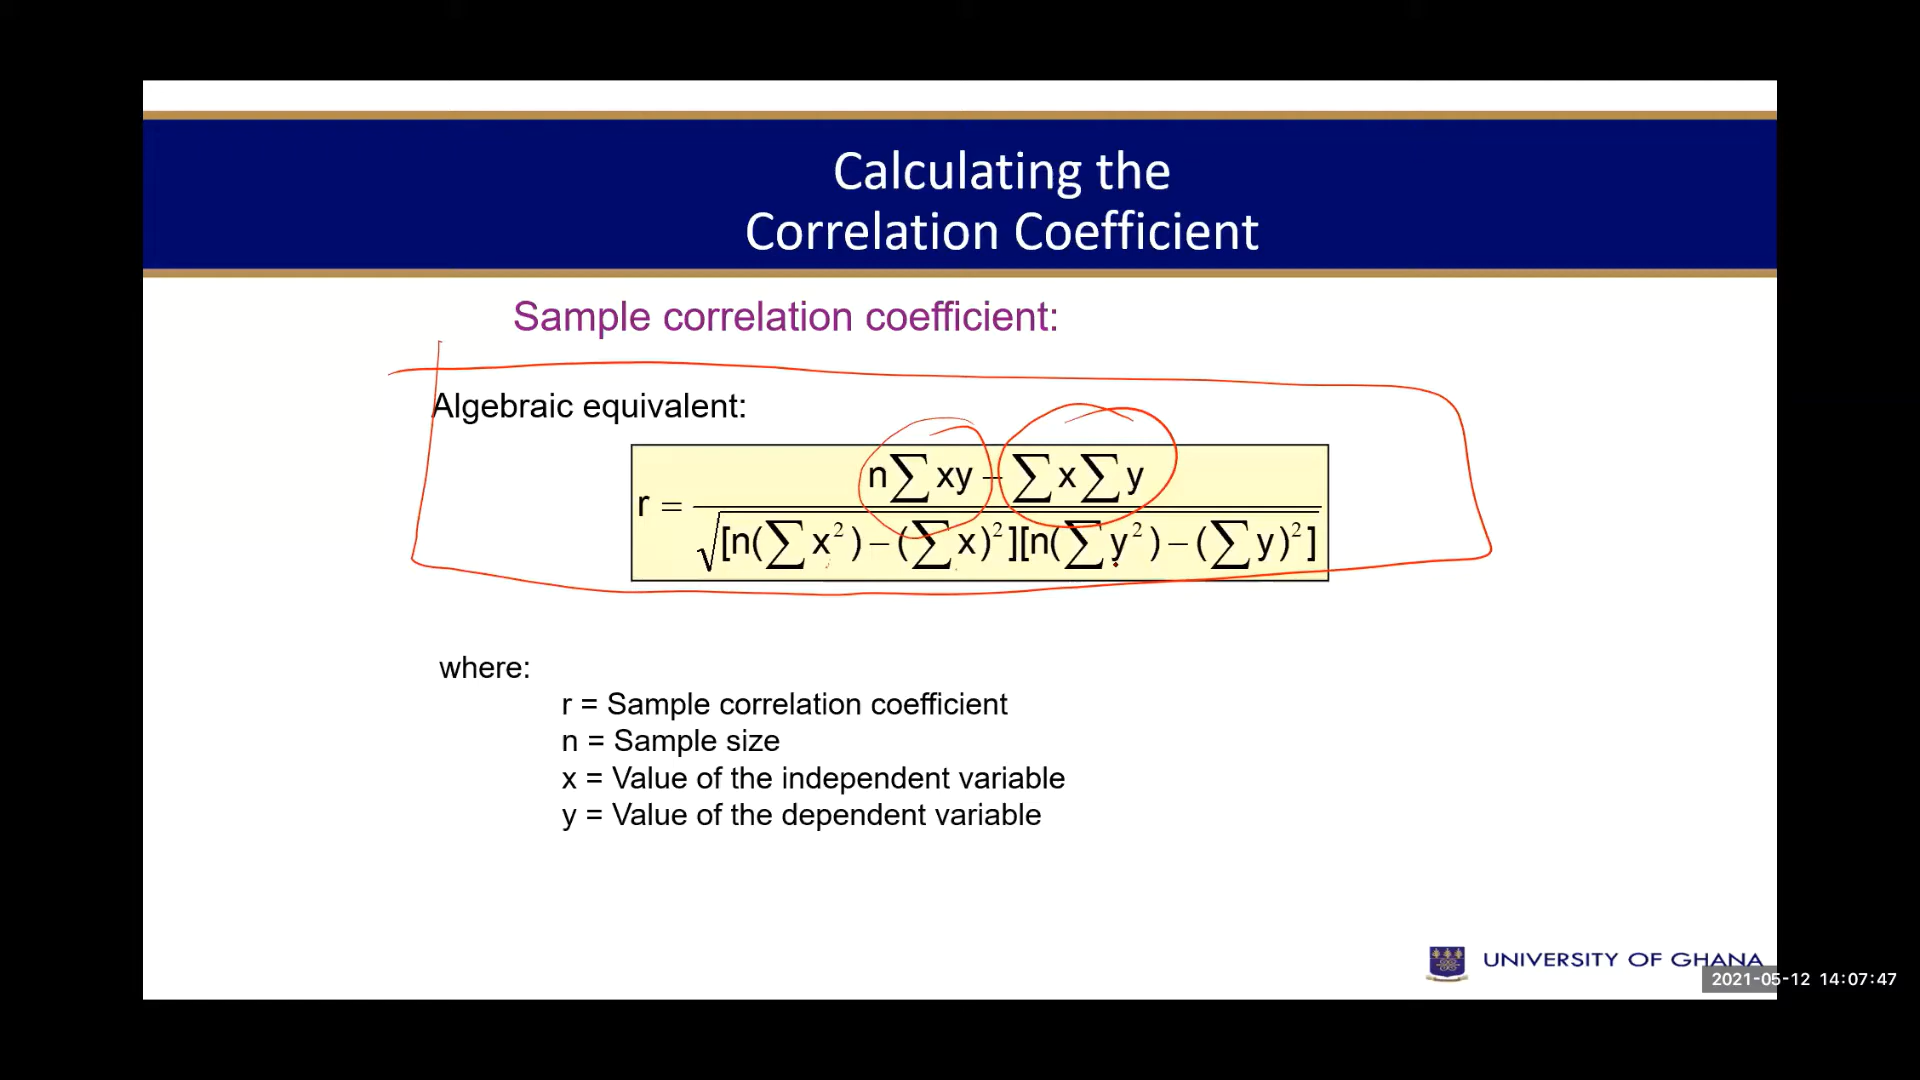 Calculating the
Correlation Coefficient
Sample correlation coefficient:
Algebraic equivalent:
r = n∑xy − ∑x∑y / √[n(∑x²) − (∑x)²][n(∑y²) − (∑y)²]
where:
r = Sample correlation coefficient
n = Sample size
x = Value of the independent variable
y = Value of the dependent variable
UNIVERSITY OF GHANA
2021-05-12 14:07:47